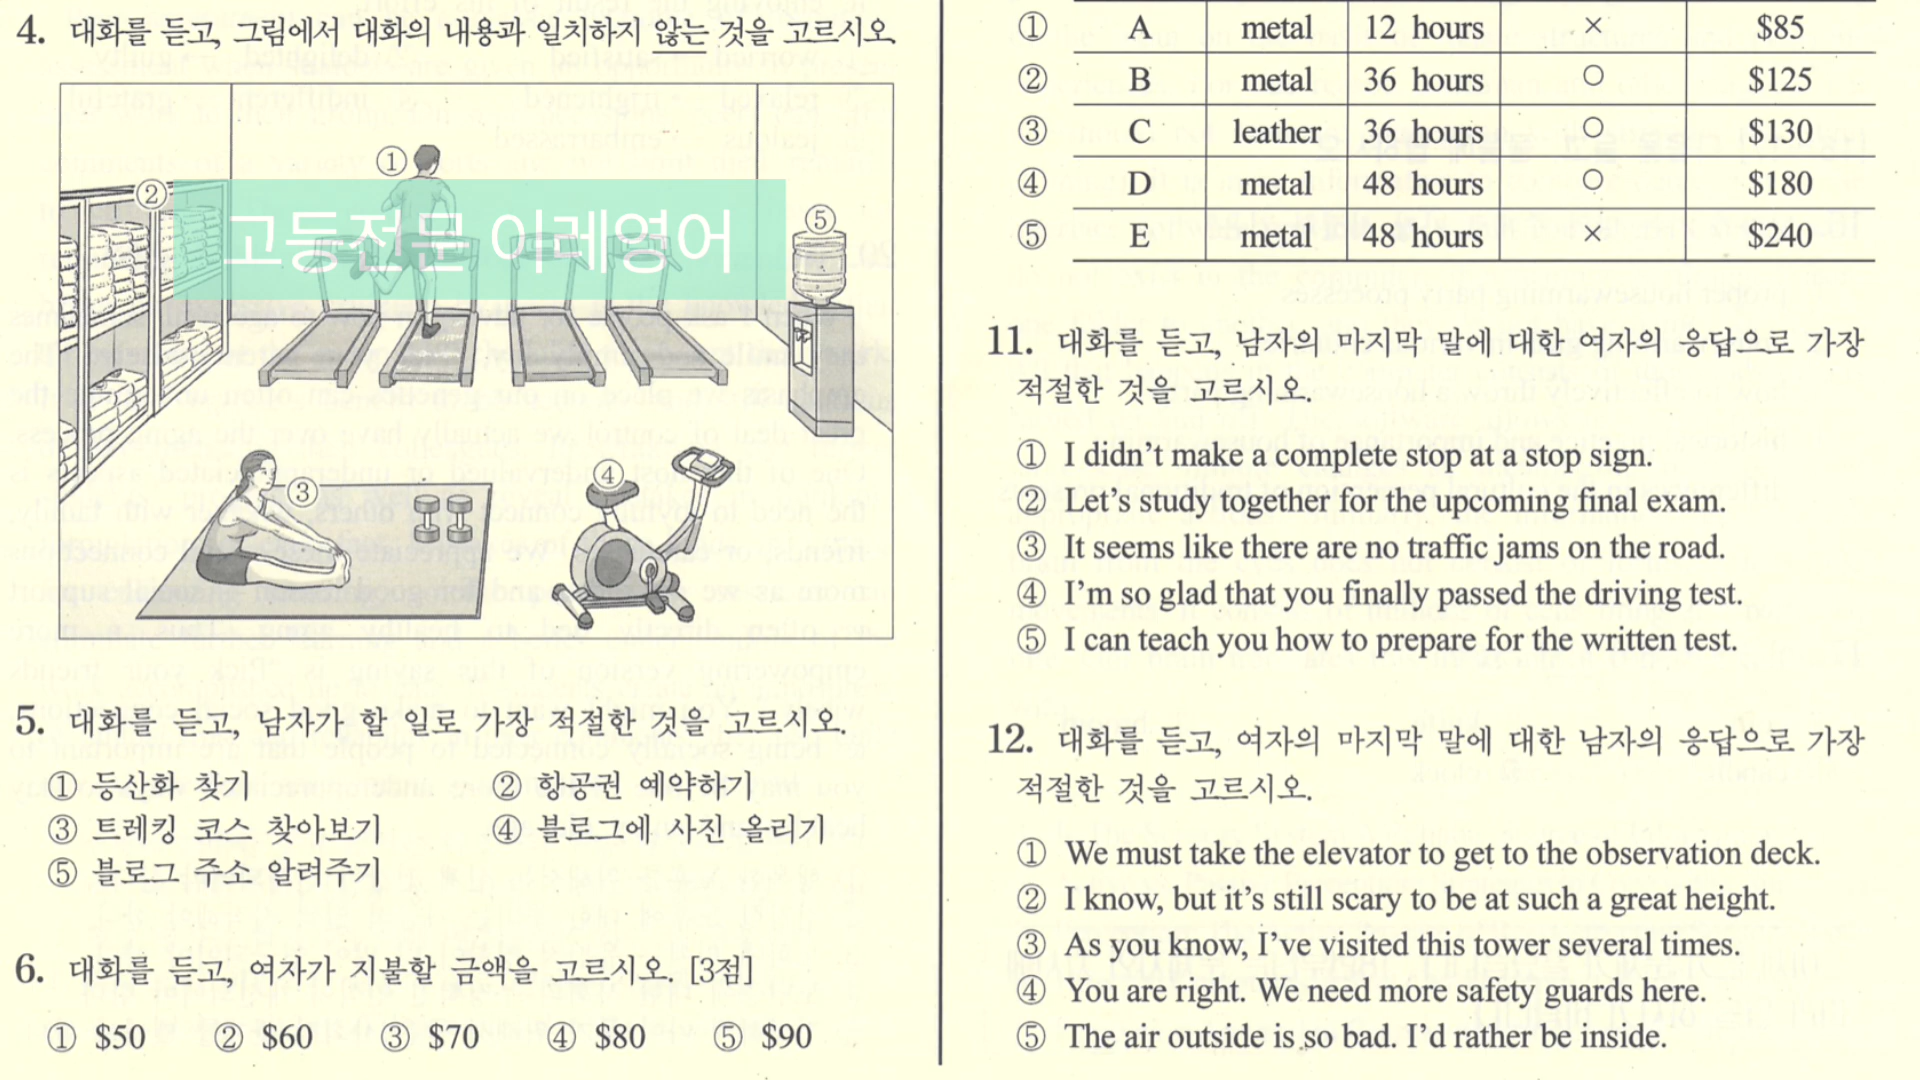 4. 대화를 듣고, 그림에서 대화의 내용과 일치하지 않는 것을 고르시오.
①
②
고등전문 이레영어
⑤
③
④
5. 대화를 듣고, 남자가 할 일로 가장 적절한 것을 고르시오.
① 등산화 찾기 ② 항공권 예약하기
③ 트레킹 코스 찾아보기 ④ 블로그에 사진 올리기
⑤ 블로그 주소 알려주기
6. 대화를 듣고, 여자가 지불할 금액을 고르시오. [3점]
① $50 ② $60 ③ $70 ④ $80 ⑤ $90
① A metal 12 hours × $85
② B metal 36 hours ○ $125
③ C leather 36 hours ○ $130
④ D metal 48 hours ○ $180
⑤ E metal 48 hours × $240
11. 대화를 듣고, 남자의 마지막 말에 대한 여자의 응답으로 가장
적절한 것을 고르시오.
① I didn't make a complete stop at a stop sign.
② Let's study together for the upcoming final exam.
③ It seems like there are no traffic jams on the road.
④ I'm so glad that you finally passed the driving test.
⑤ I can teach you how to prepare for the written test.
12. 대화를 듣고, 여자의 마지막 말에 대한 남자의 응답으로 가장
적절한 것을 고르시오.
① We must take the elevator to get to the observation deck.
② I know, but it's still scary to be at such a great height.
③ As you know, I've visited this tower several times.
④ You are right. We need more safety guards here.
⑤ The air outside is so bad. I'd rather be inside.